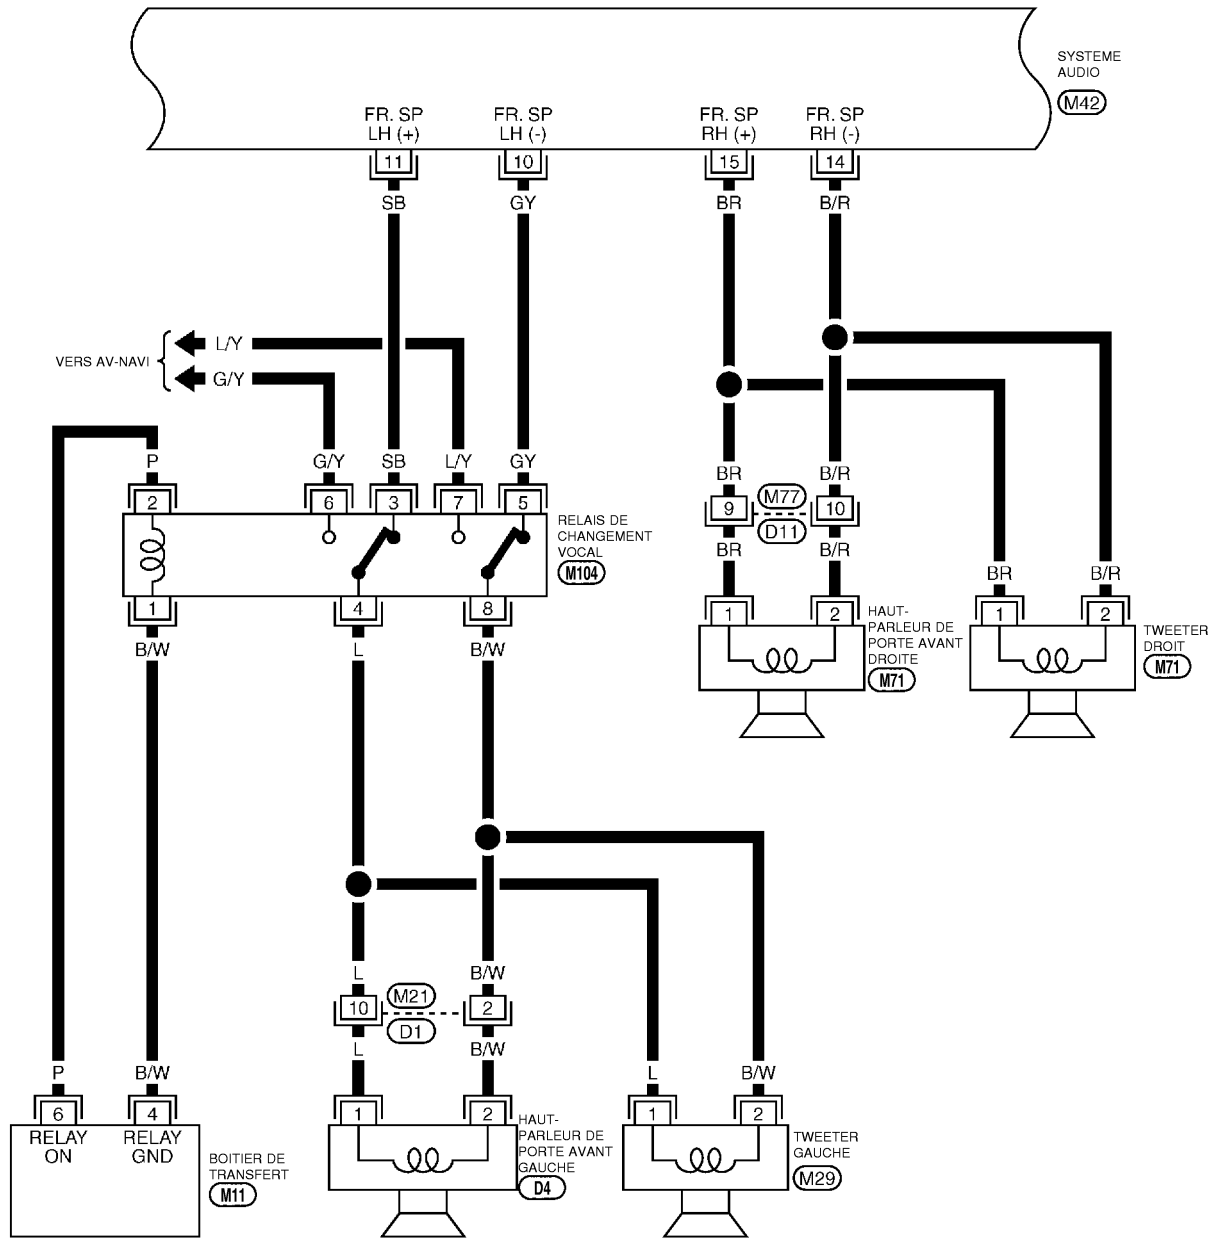 SYSTEME
AUDIO
M42
FR. SP
LH (+)
FR. SP
LH (-)
FR. SP
RH (+)
FR. SP
RH (-)
11
10
15
14
SB
GY
BR
B/R
VERS AV-NAVI
L/Y
G/Y
P
G/Y
SB
L/Y
GY
BR
B/R
2
6
3
7
5
9
M77
D11
10
RELAIS DE
CHANGEMENT
VOCAL
M104
BR
B/R
BR
B/R
1
4
8
1
2
1
2
HAUT-
PARLEUR DE
PORTE AVANT
DROITE
M71
TWEETER
DROIT
M71
B/W
L
B/W
L
B/W
10
M21
D1
2
L
B/W
P
B/W
L
B/W
6
4
1
2
1
2
RELAY
ON
RELAY
GND
BOITIER DE
TRANSFERT
M11
HAUT-
PARLEUR DE
PORTE AVANT
GAUCHE
D4
TWEETER
GAUCHE
M29